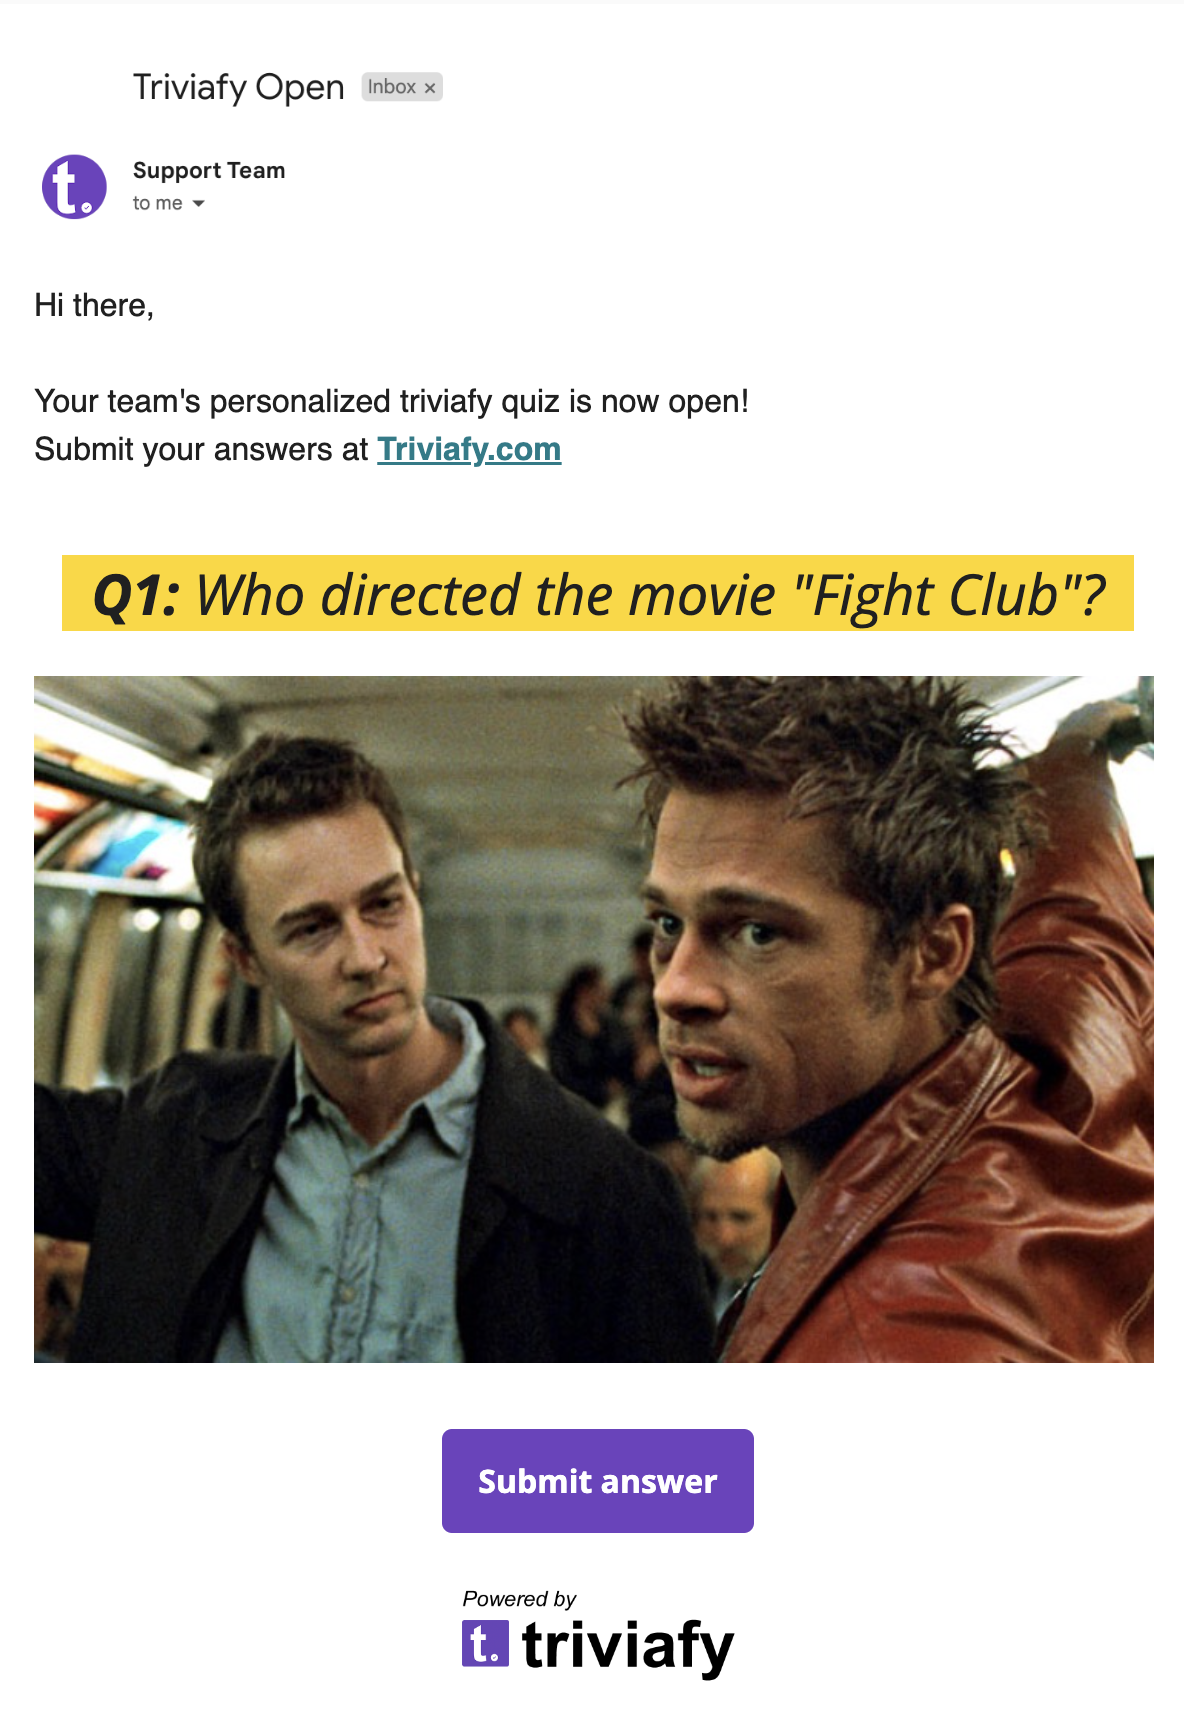 Triviafy Open Inbox ×
t.
Support Team
to me
Hi there,
Your team's personalized triviafy quiz is now open!
Submit your answers at Triviafy.com
Q1: Who directed the movie "Fight Club"?
Submit answer
Powered by
t. triviafy